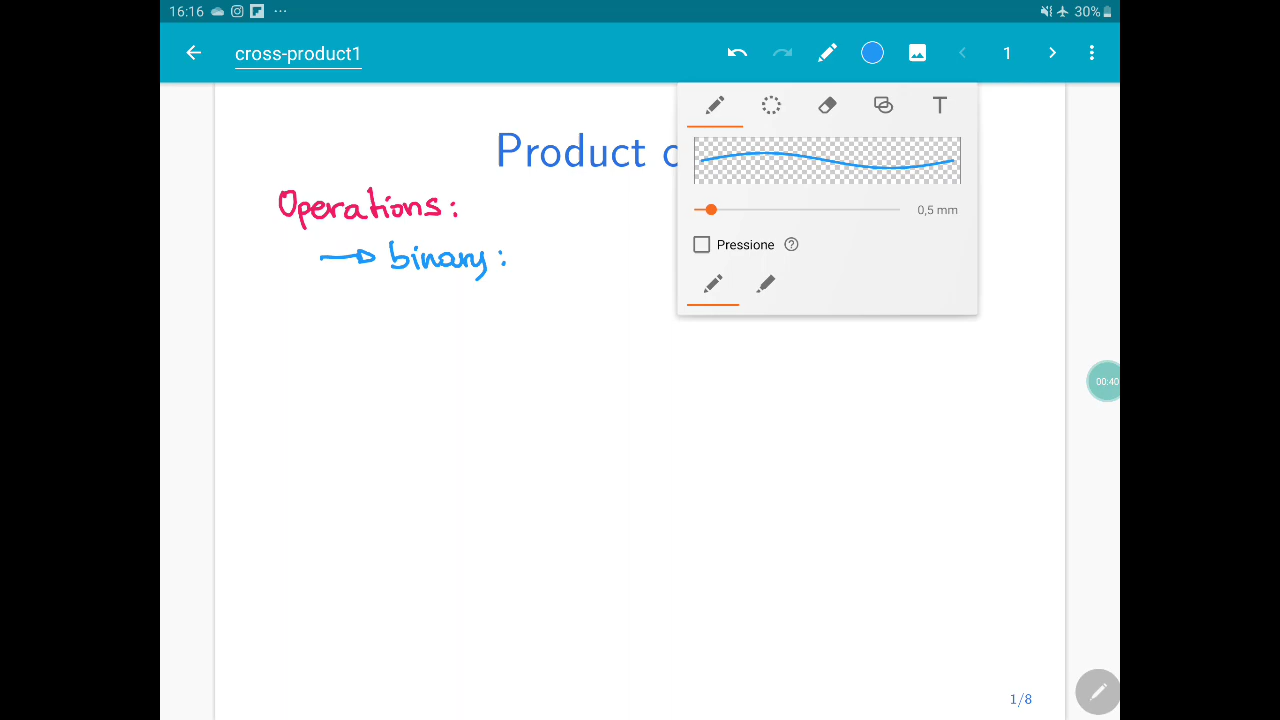 16:16 ... 30%
cross-product1 1
Product o
Operations:
0,5 mm
Pressione ?
binary:
T
00:40
1/8